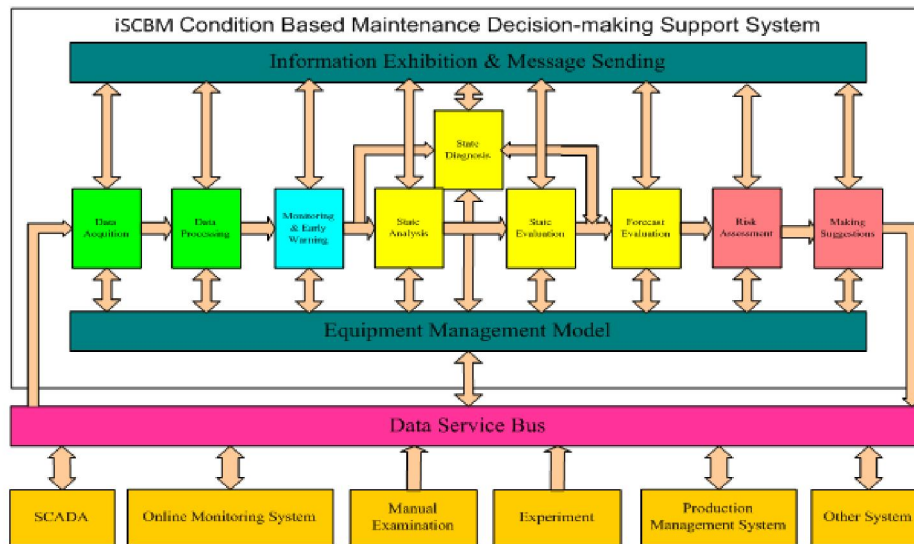 iSCBM Condition Based Maintenance Decision-making Support System
Information Exhibition & Message Sending
State
Diagnosis
Data
Acquition
Data
Processing
Monitoring
& Early
Warning
State
Analysis
State
Evaluation
Forecast
Evaluation
Risk
Assessment
Making
Suggestions
Equipment Management Model
Data Service Bus
SCADA
Online Monitoring System
Manual
Examination
Experiment
Production
Management System
Other System